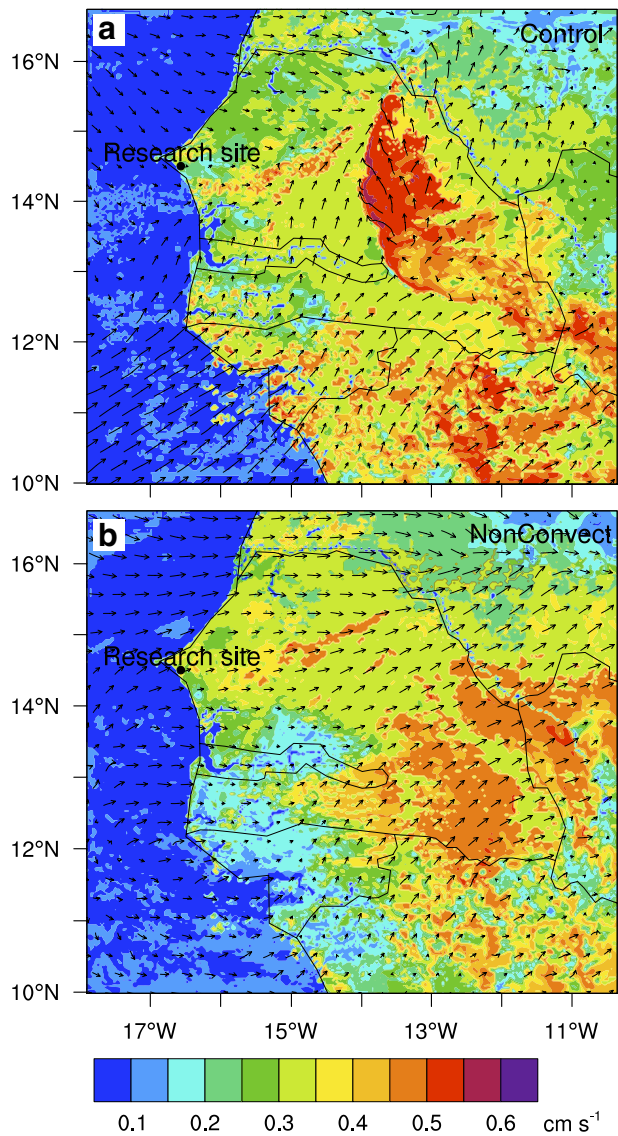 a
Control
16°N
Research site
14°N
12°N
10°N
b
NonConvect
16°N
Research site
14°N
12°N
10°N
17°W 15°W 13°W 11°W
0.1 0.2 0.3 0.4 0.5 0.6 cm s⁻¹